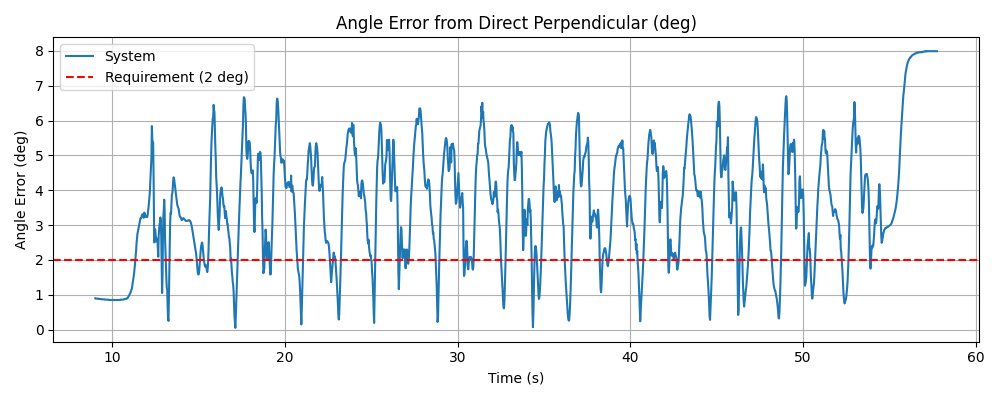 Angle Error from Direct Perpendicular (deg)
System
Requirement (2 deg)
Angle Error (deg)
8
7
6
5
4
3
2
1
0
10 20 30 40 50 60
Time (s)